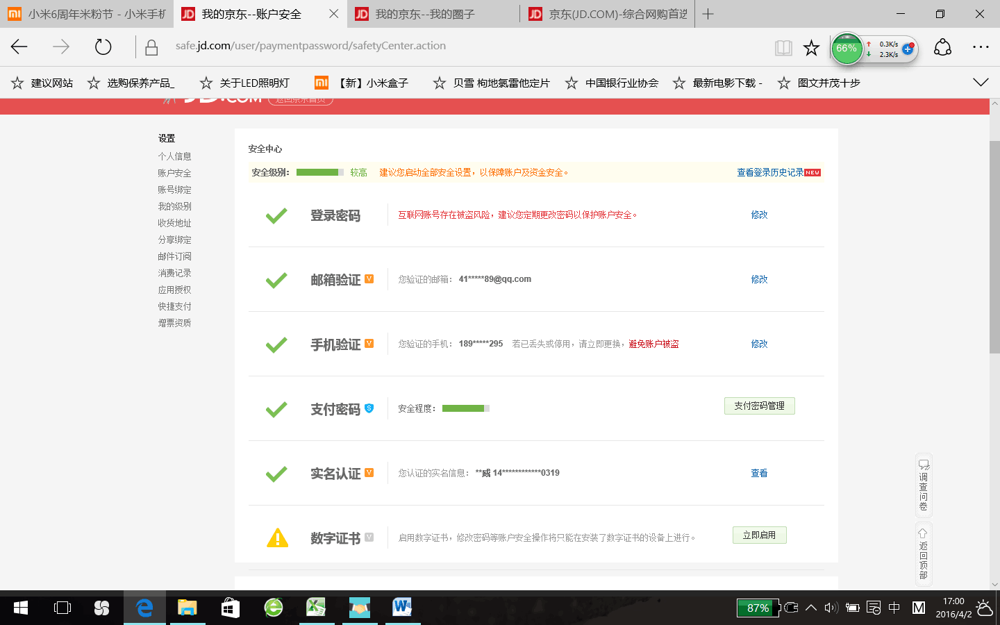 小米6周年米粉节 - 小米手机
我的京东--账户安全
我的京东--我的圈子
京东(JD.COM)-综合网购首选
safe.jd.com/user/paymentpassword/safetyCenter.action
66%
0.3K/s
2.3K/s
建议网站
选购保养产品_
关于LED照明灯
【新】小米盒子
贝雪 枸地氯雷他定片
中国银行业协会
最新电影下载 -
图文并茂十步
JD.COM
返回京东首页
设置
个人信息
账户安全
账号绑定
我的级别
收货地址
分享绑定
邮件订阅
消费记录
应用授权
快捷支付
增票资质
安全中心
安全级别： 较高 建议您启动全部安全设置，以保障账户及资金安全。 查看登录历史记录 NEW
登录密码 互联网账号存在被盗风险，建议您定期更改密码以保护账户安全。 修改
邮箱验证 V 您验证的邮箱： 41*****89@qq.com 修改
手机验证 V 您验证的手机： 189*****295 若已丢失或停用，请立即更换，避免账户被盗 修改
支付密码 S 安全程度： 支付密码管理
实名认证 V 您认证的实名信息： **威 14************0319 查看
数字证书 V 启用数字证书，修改密码等账户安全操作将只能在安装了数字证书的设备上进行。 立即启用
调查问卷
返回顶部
87%
中
M
17:00
2016/4/2